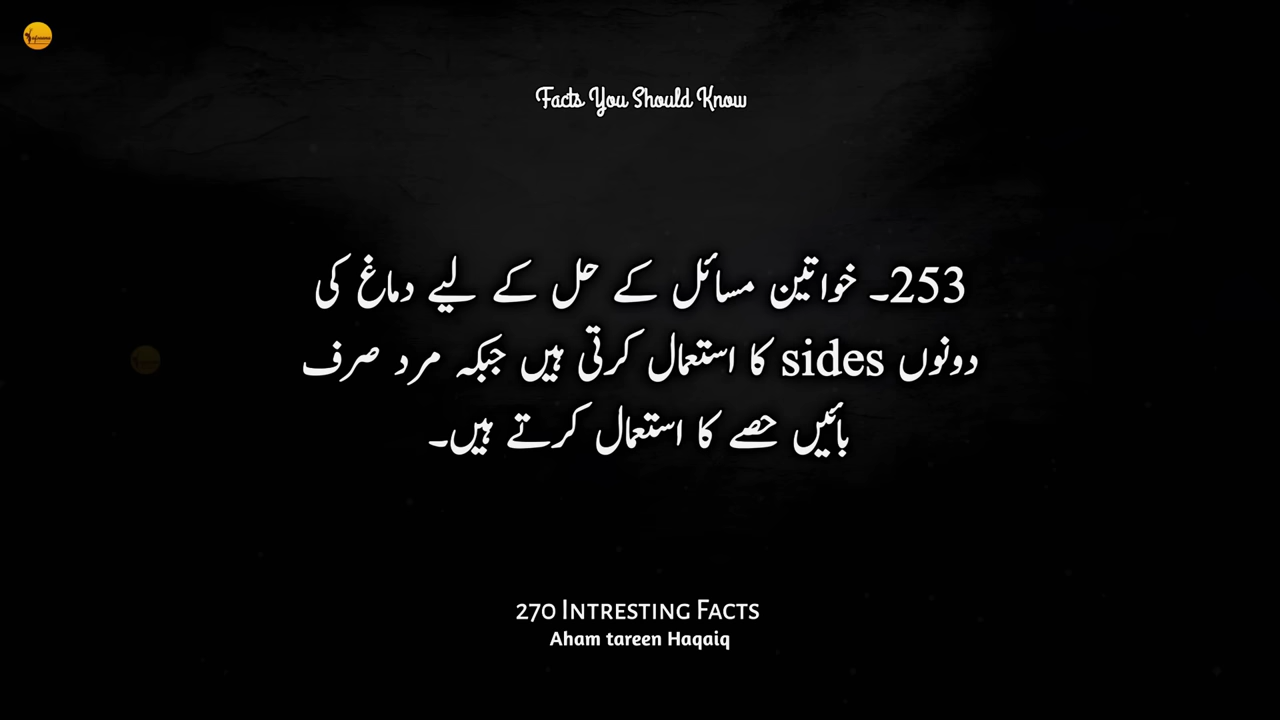 Facts You Should Know
253۔ خواتین مسائل کے حل کے لیے دماغ کی
دونوں sides کا استعمال کرتی ہیں جبکہ مرد صرف
بائیں حصے کا استعمال کرتے ہیں۔
270 Intresting Facts
Aham tareen Haqaiq